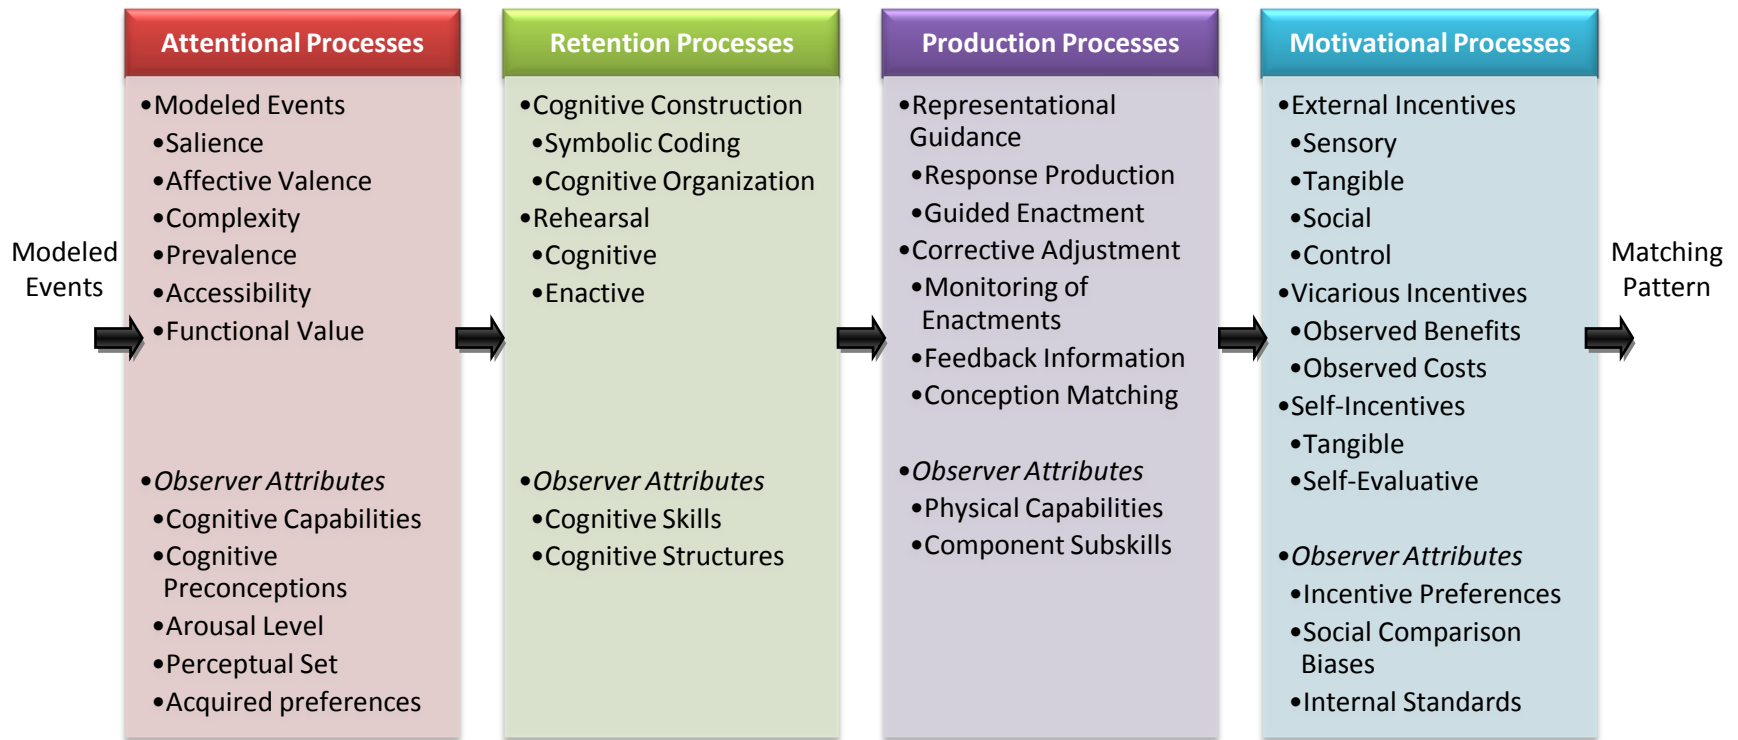 Modeled
Events
Attentional Processes
•Modeled Events
•Salience
•Affective Valence
•Complexity
•Prevalence
•Accessibility
•Functional Value
•Observer Attributes
•Cognitive Capabilities
•Cognitive
Preconceptions
•Arousal Level
•Perceptual Set
•Acquired preferences
Retention Processes
•Cognitive Construction
•Symbolic Coding
•Cognitive Organization
•Rehearsal
•Cognitive
•Enactive
•Observer Attributes
•Cognitive Skills
•Cognitive Structures
Production Processes
•Representational
Guidance
•Response Production
•Guided Enactment
•Corrective Adjustment
•Monitoring of
Enactments
•Feedback Information
•Conception Matching
•Observer Attributes
•Physical Capabilities
•Component Subskills
Motivational Processes
•External Incentives
•Sensory
•Tangible
•Social
•Control
•Vicarious Incentives
•Observed Benefits
•Observed Costs
•Self-Incentives
•Tangible
•Self-Evaluative
•Observer Attributes
•Incentive Preferences
•Social Comparison
Biases
•Internal Standards
Matching
Pattern